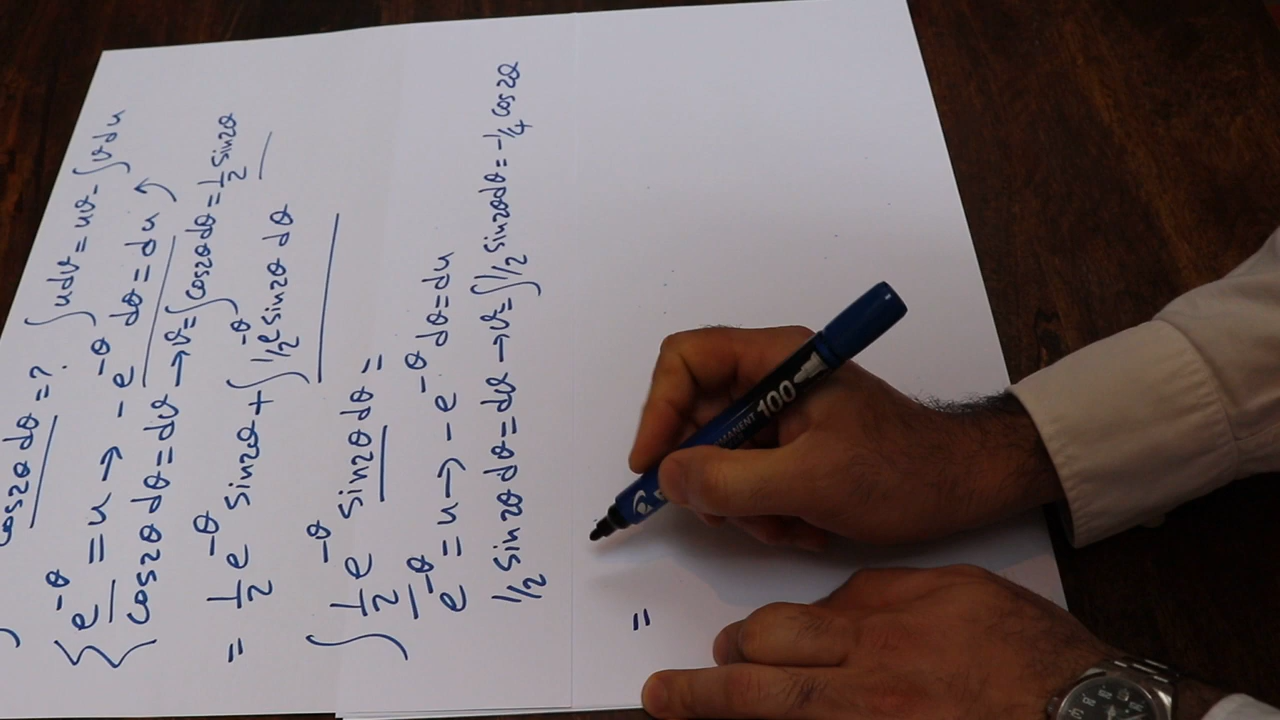 cos2θ dθ = ? ∫udv = uv - ∫vdu
{ e^-θ = u → - e^-θ dθ = du
cos2θ dθ = dv → v = ∫cos2θ dθ = 1/2 sin2θ
= 1/2 e^-θ sin2θ + ∫1/2 e^-θ sin2θ dθ
∫ 1/2 e^-θ sin2θ dθ =
e^-θ = u → - e^-θ dθ = du
1/2 sin2θ dθ = dv → v = ∫1/2 sin2θ dθ = -1/4 cos2θ
=
MANENT 100